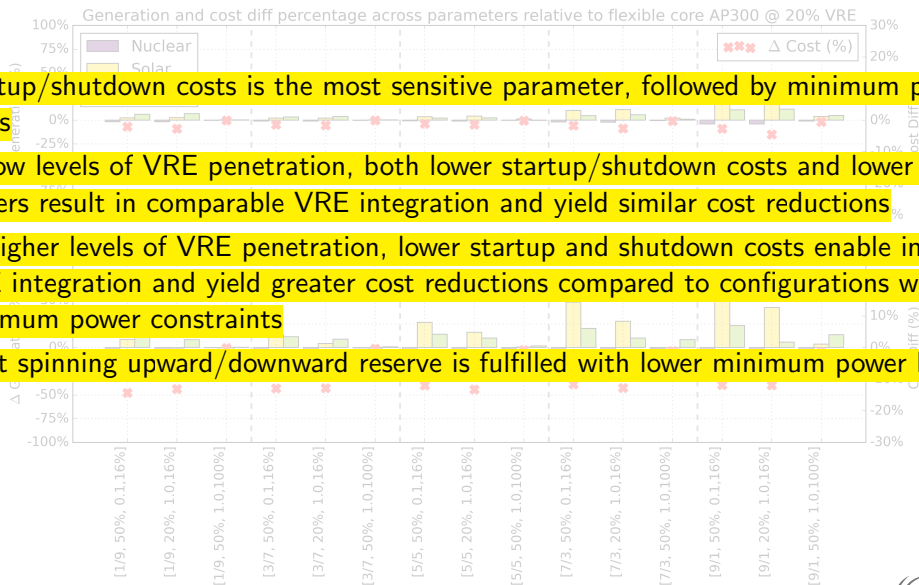 Generation and cost diff percentage across parameters relative to flexible core AP300 @ 20% VRE
100%
30%
75%
Nuclear
Δ Cost (%)
20%
Solar
tup/shutdown costs is the most sensitive parameter, followed by minimum p
s
0%
0%
-25%
ow levels of VRE penetration, both lower startup/shutdown costs and lower
ers result in comparable VRE integration and yield similar cost reductions
igher levels of VRE penetration, lower startup and shutdown costs enable in
integration and yield greater cost reductions compared to configurations w
mum power constraints
10%
0%
t spinning upward/downward reserve is fulfilled with lower minimum power
-50%
-75%
-20%
-100%
-30%
[1/9, 50%, 0.1,16%]
[1/9, 20%, 1.0,16%]
[1/9, 50%, 1.0,100%]
[3/7, 50%, 0.1,16%]
[3/7, 20%, 1.0,16%]
[3/7, 50%, 1.0,100%]
[5/5, 50%, 0.1,16%]
[5/5, 20%, 1.0,16%]
[5/5, 50%, 1.0,100%]
[7/3, 50%, 0.1,16%]
[7/3, 20%, 1.0,16%]
[7/3, 50%, 1.0,100%]
[9/1, 50%, 0.1,16%]
[9/1, 20%, 1.0,16%]
[9/1, 50%, 1.0,100%]